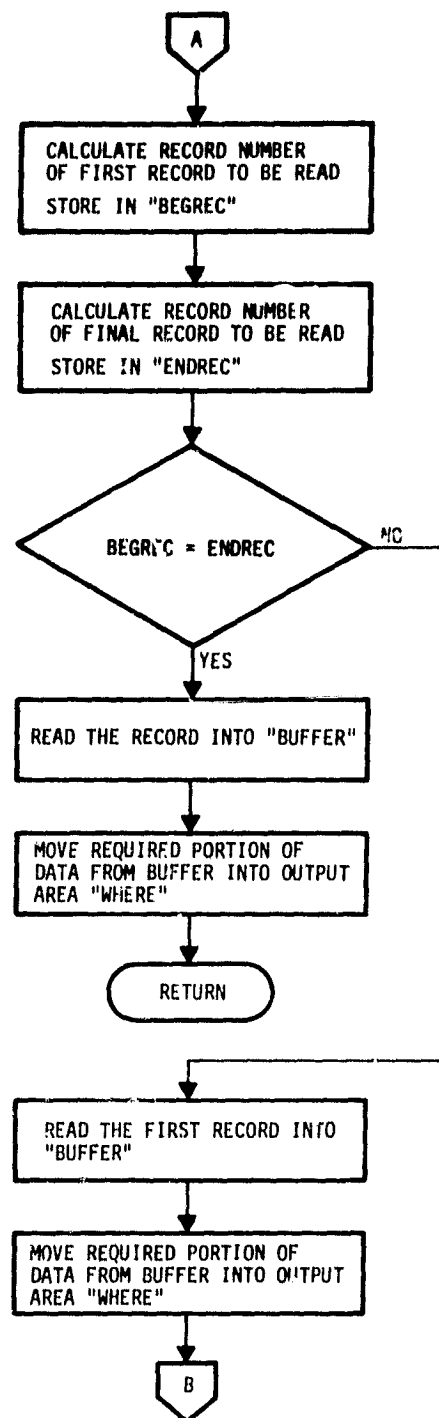 A
CALCULATE RECORD NUMBER
OF FIRST RECORD TO BE READ
STORE IN "BEGREC"
CALCULATE RECORD NUMBER
OF FINAL RECORD TO BE READ
STORE IN "ENDREC"
BEGREC = ENDREC
NO
YES
READ THE RECORD INTO "BUFFER"
MOVE REQUIRED PORTION OF
DATA FROM BUFFER INTO OUTPUT
AREA "WHERE"
RETURN
READ THE FIRST RECORD INTO
"BUFFER"
MOVE REQUIRED PORTION OF
DATA FROM BUFFER INTO OUTPUT
AREA "WHERE"
B